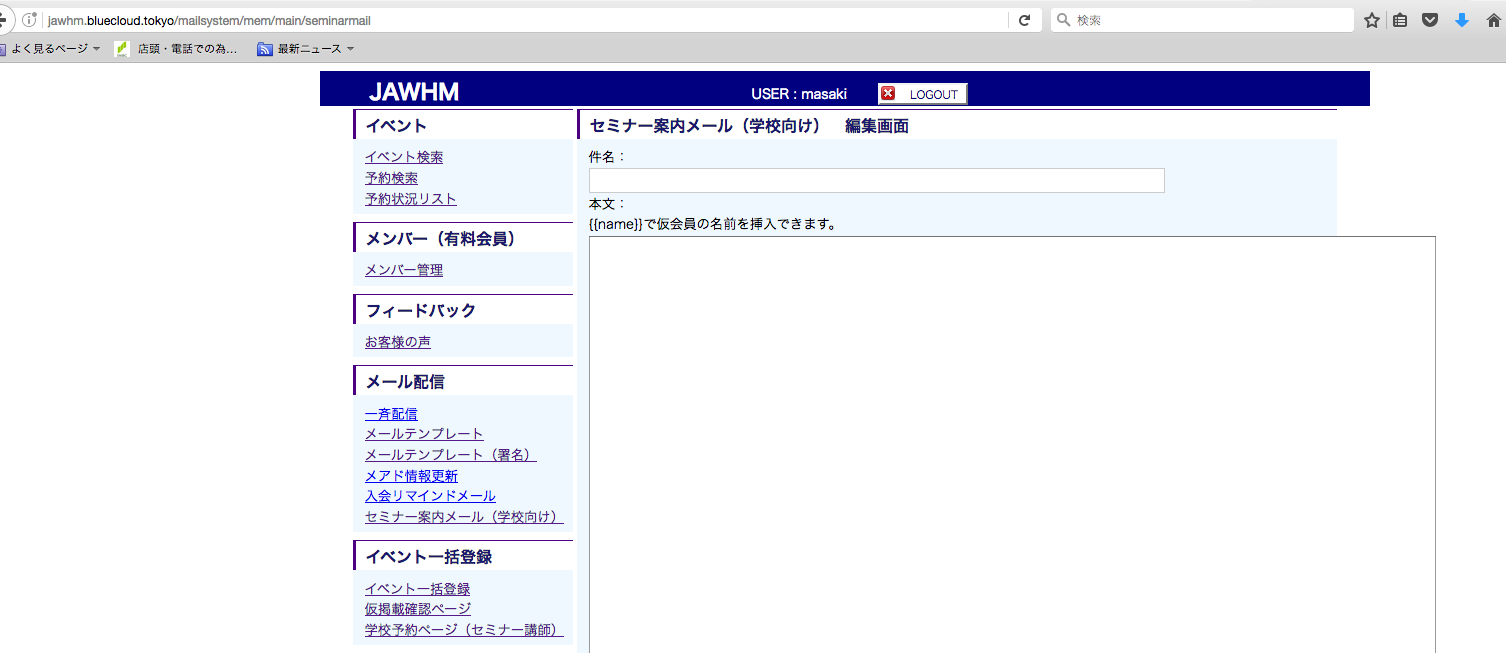 jawhm.bluecloud.tokyo/mailsystem/mem/main/seminarmail
検索
よく見るページ
店頭・電話での為...
最新ニュース
JAWHM
USER : masaki
LOGOUT
イベント
イベント検索
予約検索
予約状況リスト
メンバー（有料会員）
メンバー管理
フィードバック
お客様の声
メール配信
一斉配信
メールテンプレート
メールテンプレート（署名）
メアド情報更新
入会リマインドメール
セミナー案内メール（学校向け）
イベント一括登録
イベント一括登録
仮掲載確認ページ
学校予約ページ（セミナー講師）
セミナー案内メール（学校向け）　編集画面
件名：
本文：
{{name}}で仮会員の名前を挿入できます。